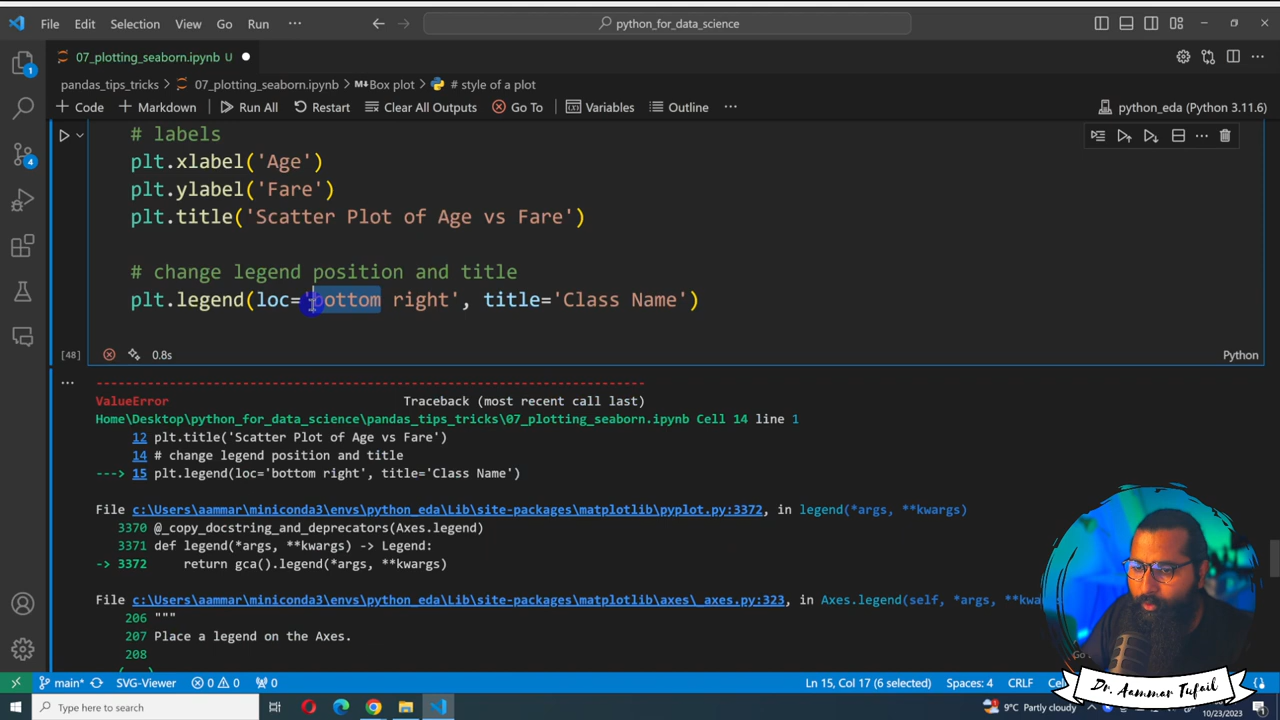 File Edit Selection View Go Run ··· python_for_data_science
07_plotting_seaborn.ipynb U
pandas_tips_tricks > 07_plotting_seaborn.ipynb > M↓Box plot > # style of a plot
+ Code + Markdown Run All Restart Clear All Outputs Go To Variables Outline ··· python_eda (Python 3.11.6)
# labels
plt.xlabel('Age')
plt.ylabel('Fare')
plt.title('Scatter Plot of Age vs Fare')
# change legend position and title
plt.legend(loc='bottom right', title='Class Name')
[48] 0.8s Python
---------------------------------------------------------------------------
ValueError Traceback (most recent call last)
Home\Desktop\python_for_data_science\pandas_tips_tricks\07_plotting_seaborn.ipynb Cell 14 line 1
12 plt.title('Scatter Plot of Age vs Fare')
14 # change legend position and title
---> 15 plt.legend(loc='bottom right', title='Class Name')
File c:\Users\aammar\miniconda3\envs\python_eda\Lib\site-packages\matplotlib\pyplot.py:3372, in legend(*args, **kwargs)
3370 @_copy_docstring_and_deprecators(Axes.legend)
3371 def legend(*args, **kwargs) -> Legend:
-> 3372 return gca().legend(*args, **kwargs)
File c:\Users\aammar\miniconda3\envs\python_eda\Lib\site-packages\matplotlib\axes\_axes.py:323, in Axes.legend(self, *args, **kwa
206 """
207 Place a legend on the Axes.
208
Dr. Aammar Tufail
main* SVG-Viewer 0 0 0 Ln 15, Col 17 (6 selected) Spaces: 4 CRLF Cel
Type here to search 9°C Partly cloudy 10/23/2023